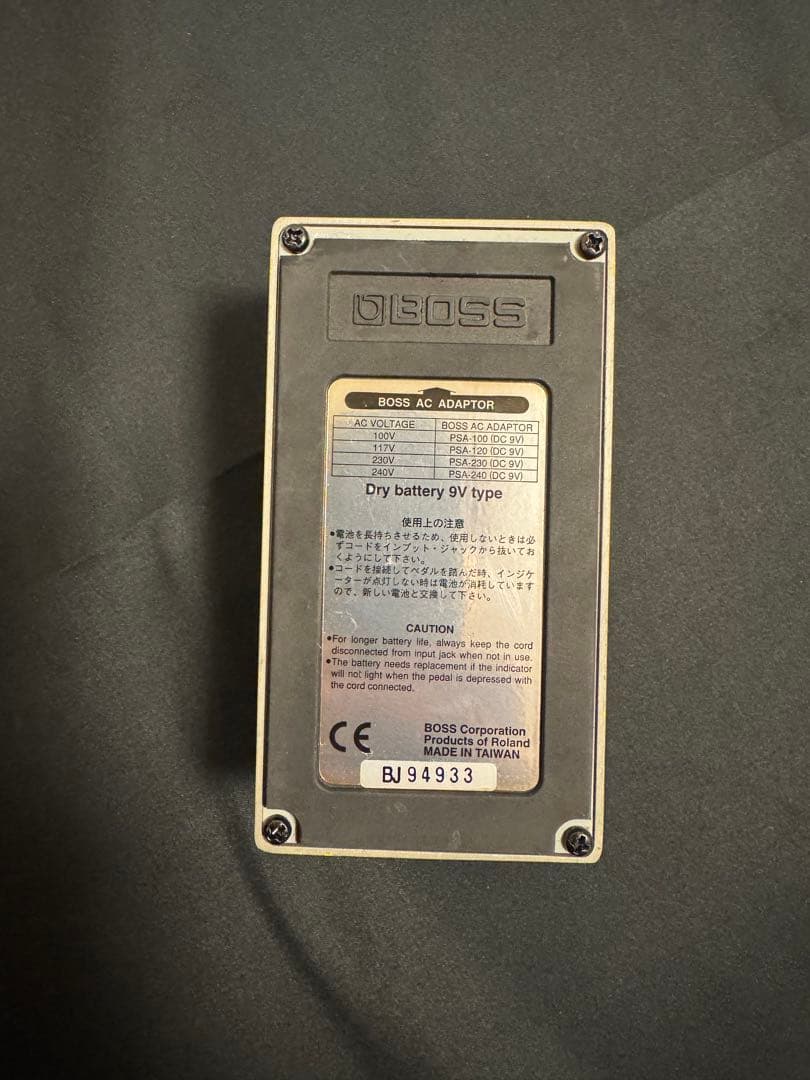 BOSS
BOSS AC ADAPTOR
AC VOLTAGE BOSS AC ADAPTOR
100V PSA-100 (DC 9V)
117V PSA-120 (DC 9V)
230V PSA-230 (DC 9V)
240V PSA-240 (DC 9V)
Dry battery 9V type
使用上の注意
●電池を長持ちさせるため、使用しないときは必
ずコードをインプット・ジャックから抜いてお
くようにして下さい。
●コードを接続してペダルを踏んだ時、インジケ
ーターが点灯しない時は電池が消耗しています
ので、新しい電池と交換して下さい。
CAUTION
●For longer battery life, always keep the cord
disconnected from input jack when not in use.
●The battery needs replacement if the indicator
will not light when the pedal is depressed with
the cord connected.
CE
BOSS Corporation
Products of Roland
MADE IN TAIWAN
BJ94933